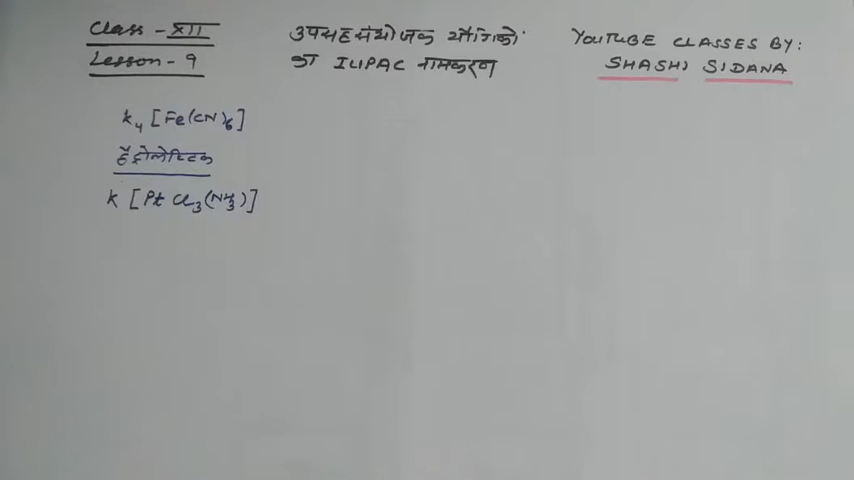 Class - XII
Lesson - 9
उपसहसंयोजक यौगिकों
का IUPAC नामकरण
YOUTUBE CLASSES BY:
SHASHI SIDANA
K₄ [Fe(CN)₆]
हैट्रोलेप्टिक
K [Pt Cl₃(NH₃)]